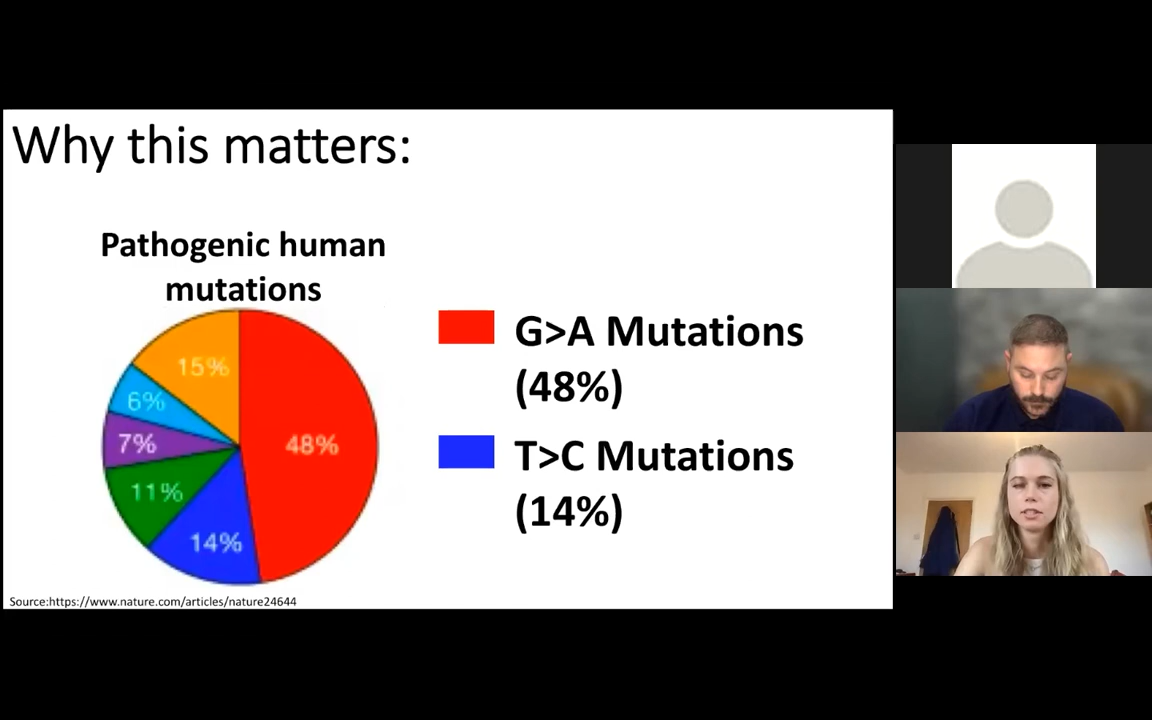 Why this matters:
Pathogenic human
mutations
15%
6%
7%
11%
14%
48%
G>A Mutations
(48%)
T>C Mutations
(14%)
Source:https://www.nature.com/articles/nature24644